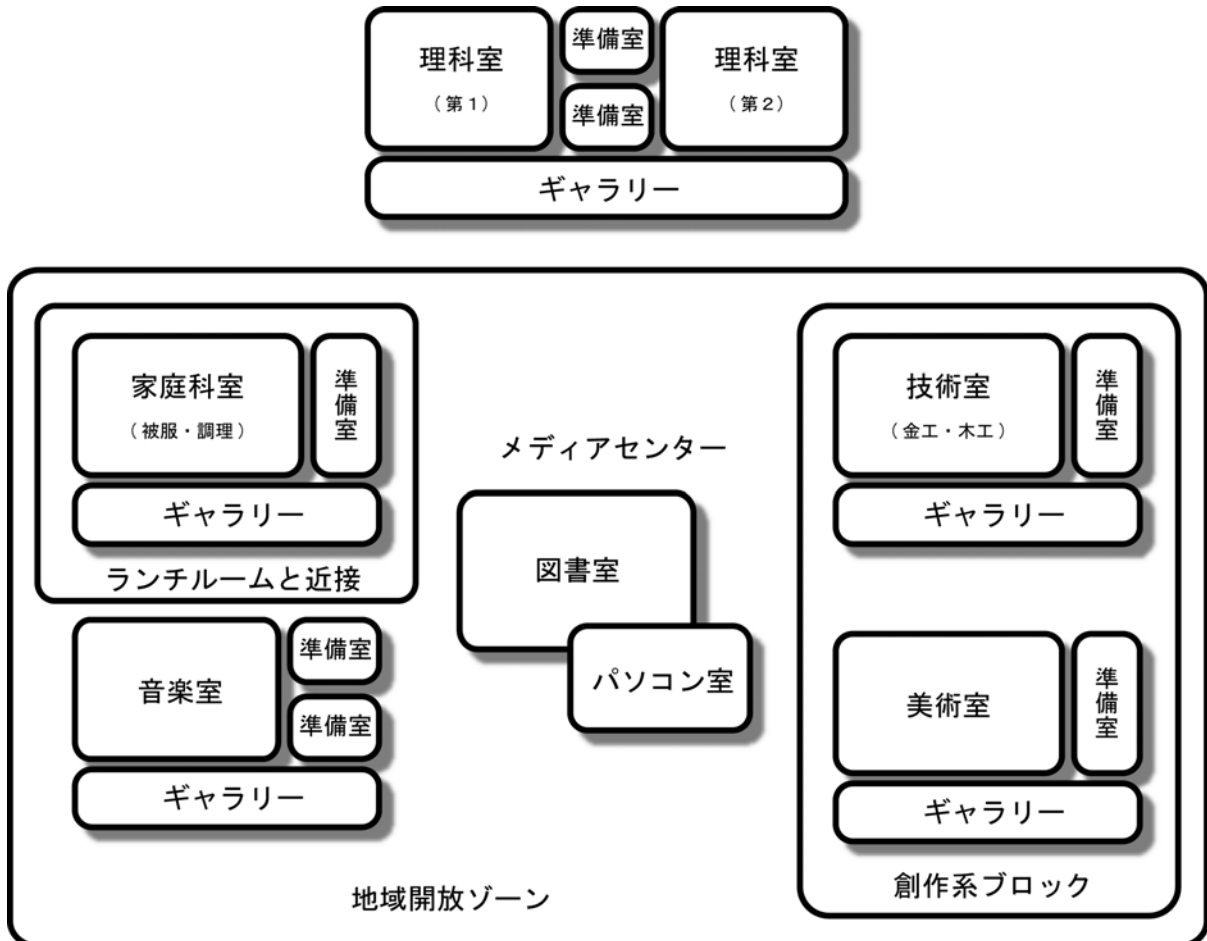 理科室
（第１）
準備室
準備室
理科室
（第２）
ギャラリー
家庭科室
（被服・調理）
準備室
ギャラリー
ランチルームと近接
音楽室
準備室
準備室
ギャラリー
メディアセンター
図書室
パソコン室
技術室
（金工・木工）
準備室
ギャラリー
美術室
準備室
ギャラリー
創作系ブロック
地域開放ゾーン